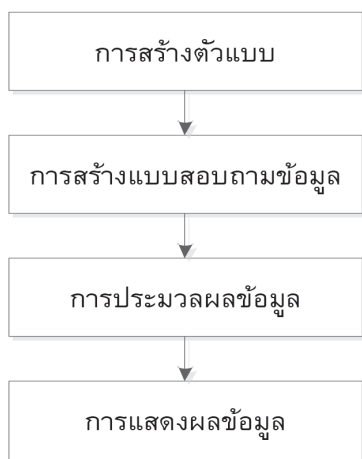 การสร้างตัวแบบ
การสร้างแบบสอบถามข้อมูล
การประมวลผลข้อมูล
การแสดงผลข้อมูล